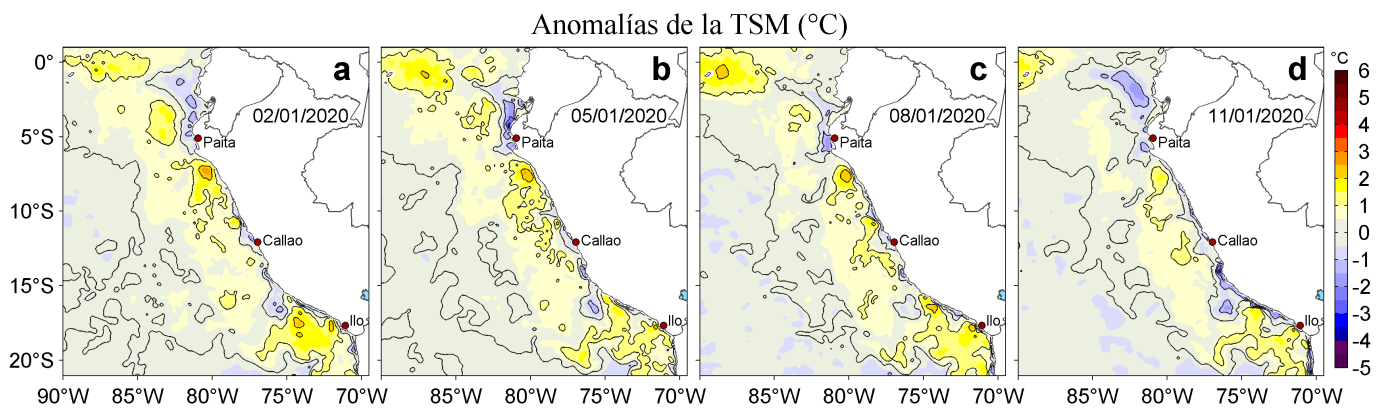 Anomalías de la TSM (°C)
a
b
c
d
°C
02/01/2020
05/01/2020
08/01/2020
11/01/2020
Paita
Paita
Paita
Paita
Callao
Callao
Callao
Callao
Ilo
Ilo
Ilo
Ilo
0°
5°S
10°S
15°S
20°S
90°W 85°W 80°W 75°W 70°W
85°W 80°W 75°W 70°W
85°W 80°W 75°W 70°W
85°W 80°W 75°W 70°W
6
5
4
3
2
1
0
−1
−2
−3
−4
−5